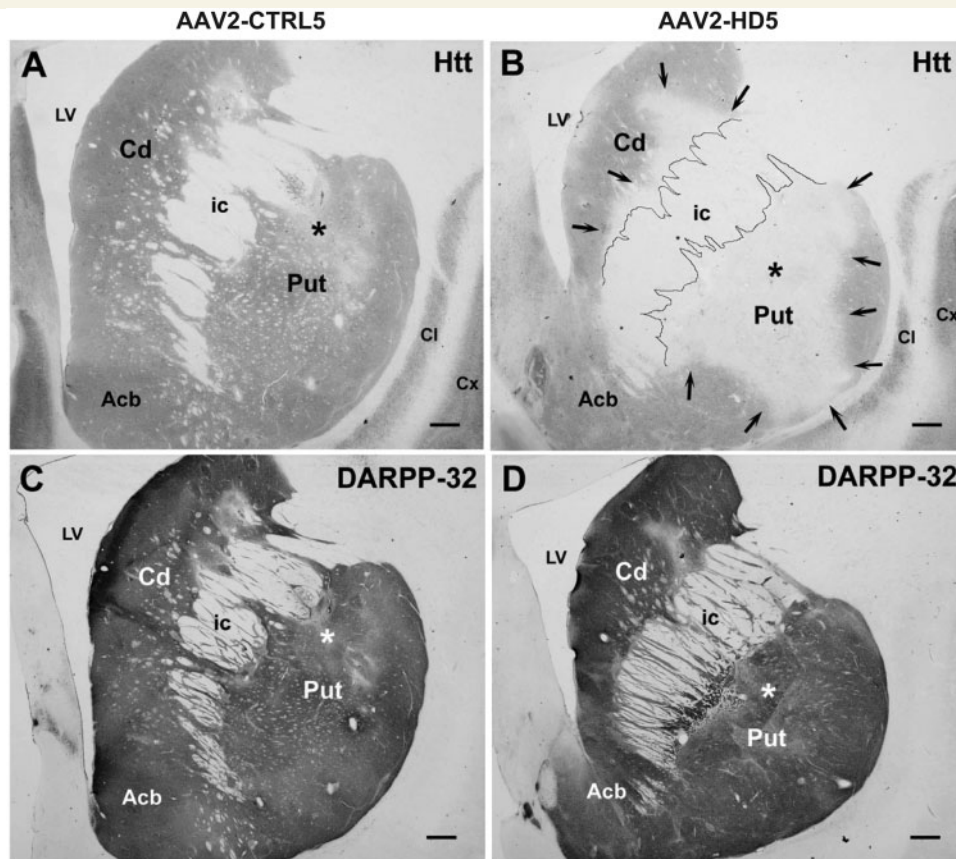 AAV2-CTRL5
AAV2-HD5
A
Htt
LV
Cd
ic
*
Put
Cl
Acb
Cx
B
Htt
LV
Cd
ic
*
Put
Cl
Cx
Acb
C
DARPP-32
LV
Cd
ic
*
Put
Acb
D
DARPP-32
LV
Cd
ic
*
Put
Acb